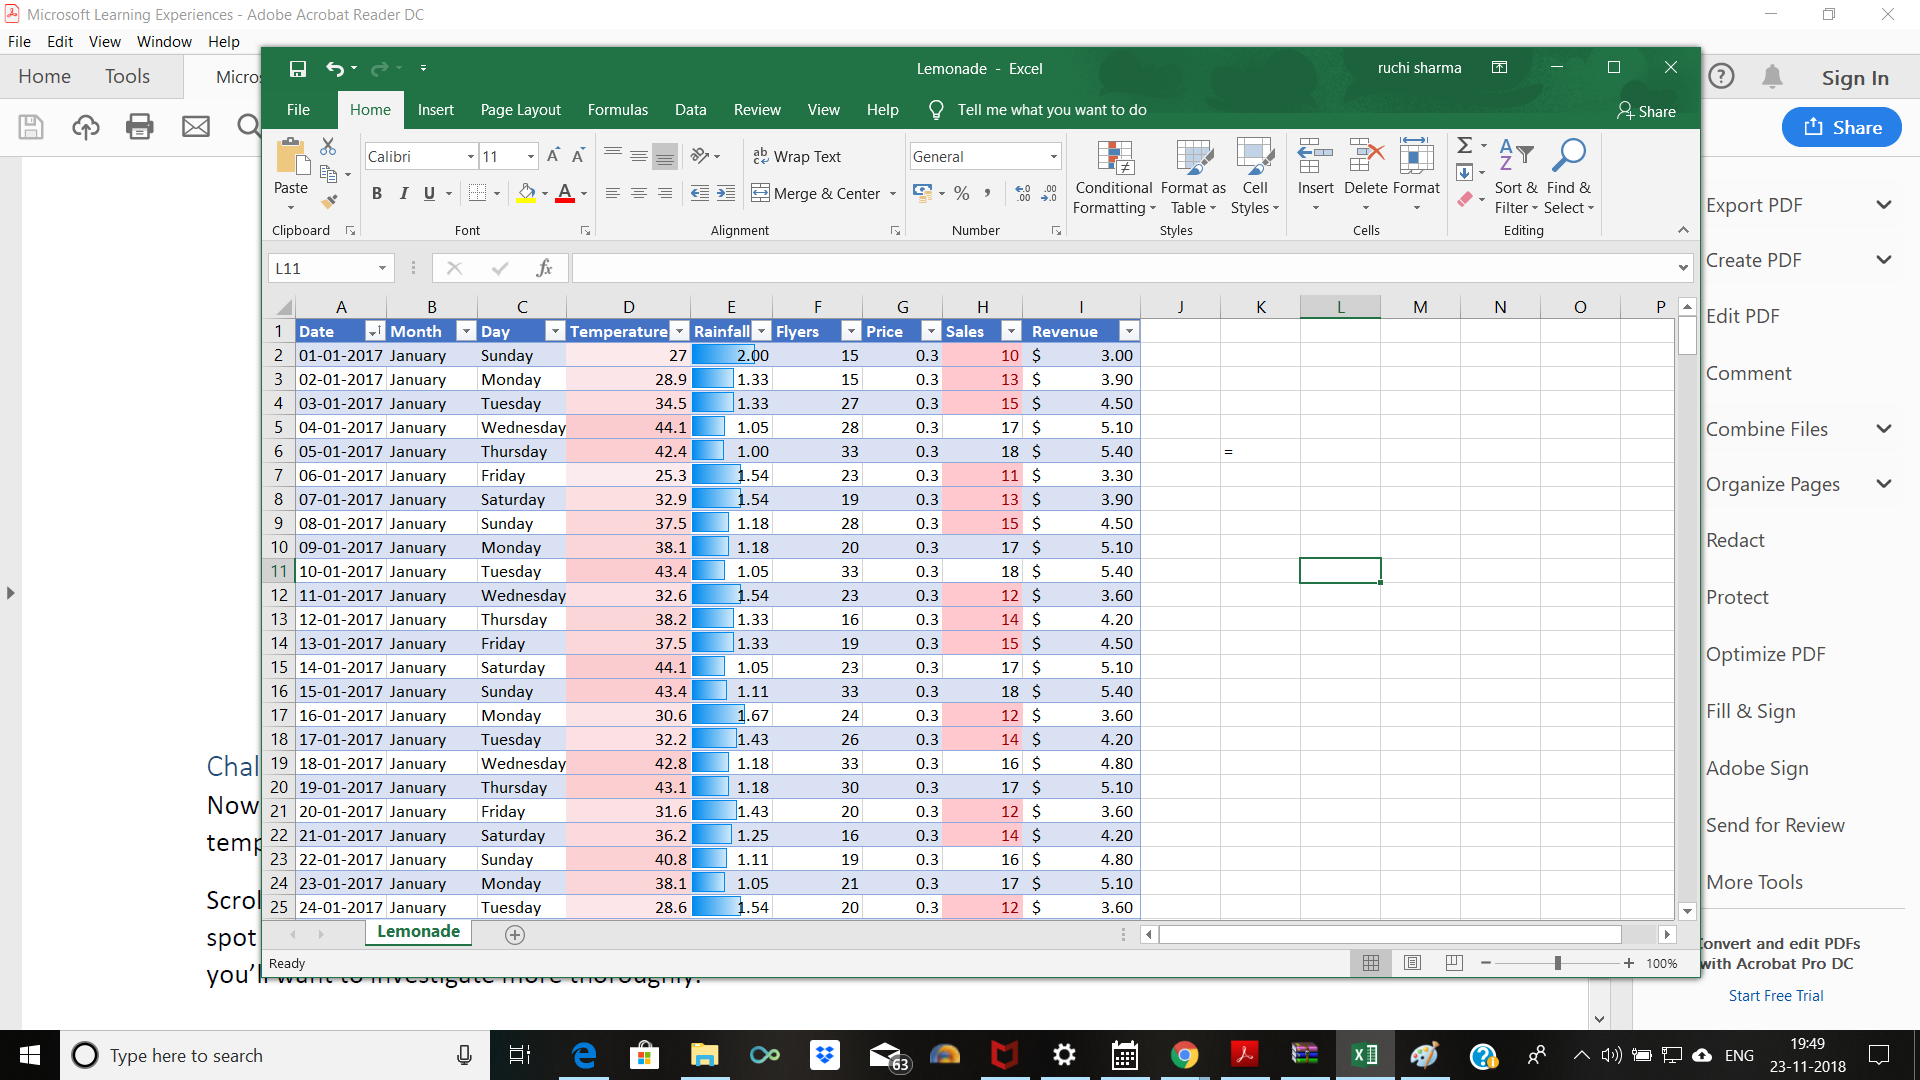 Microsoft Learning Experiences - Adobe Acrobat Reader DC
File Edit View Window Help
Home Tools Micros
Sign In
Share
Lemonade - Excel
ruchi sharma
File Home Insert Page Layout Formulas Data Review View Help Tell me what you want to do Share
Paste
Calibri 11
Wrap Text
Merge & Center
General
Conditional Formatting
Format as Table
Cell Styles
Insert Delete Format
Sort & Filter
Find & Select
Clipboard Font Alignment Number Styles Cells Editing
L11
fx
A B C D E F G H I J K L M N O P
1 Date Month Day Temperature Rainfall Flyers Price Sales Revenue
2 01-01-2017 January Sunday 27 2.00 15 0.3 10 $ 3.00
3 02-01-2017 January Monday 28.9 1.33 15 0.3 13 $ 3.90
4 03-01-2017 January Tuesday 34.5 1.33 27 0.3 15 $ 4.50
5 04-01-2017 January Wednesday 44.1 1.05 28 0.3 17 $ 5.10
6 05-01-2017 January Thursday 42.4 1.00 33 0.3 18 $ 5.40 =
7 06-01-2017 January Friday 25.3 1.54 23 0.3 11 $ 3.30
8 07-01-2017 January Saturday 32.9 1.54 19 0.3 13 $ 3.90
9 08-01-2017 January Sunday 37.5 1.18 28 0.3 15 $ 4.50
10 09-01-2017 January Monday 38.1 1.18 20 0.3 17 $ 5.10
11 10-01-2017 January Tuesday 43.4 1.05 33 0.3 18 $ 5.40
12 11-01-2017 January Wednesday 32.6 1.54 23 0.3 12 $ 3.60
13 12-01-2017 January Thursday 38.2 1.33 16 0.3 14 $ 4.20
14 13-01-2017 January Friday 37.5 1.33 19 0.3 15 $ 4.50
15 14-01-2017 January Saturday 44.1 1.05 23 0.3 17 $ 5.10
16 15-01-2017 January Sunday 43.4 1.11 33 0.3 18 $ 5.40
17 16-01-2017 January Monday 30.6 1.67 24 0.3 12 $ 3.60
18 17-01-2017 January Tuesday 32.2 1.43 26 0.3 14 $ 4.20
19 18-01-2017 January Wednesday 42.8 1.18 33 0.3 16 $ 4.80
20 19-01-2017 January Thursday 43.1 1.18 30 0.3 17 $ 5.10
21 20-01-2017 January Friday 31.6 1.43 20 0.3 12 $ 3.60
22 21-01-2017 January Saturday 36.2 1.25 16 0.3 14 $ 4.20
23 22-01-2017 January Sunday 40.8 1.11 19 0.3 16 $ 4.80
24 23-01-2017 January Monday 38.1 1.05 21 0.3 17 $ 5.10
25 24-01-2017 January Tuesday 28.6 1.54 20 0.3 12 $ 3.60
Lemonade
Ready
100%
Chal
Now
temp
Scrol
spot
you'll want to investigate more thoroughly.
Export PDF
Create PDF
Edit PDF
Comment
Combine Files
Organize Pages
Redact
Protect
Optimize PDF
Fill & Sign
Adobe Sign
Send for Review
More Tools
Convert and edit PDFs
with Acrobat Pro DC
Start Free Trial
Type here to search
63
ENG
19:49
23-11-2018